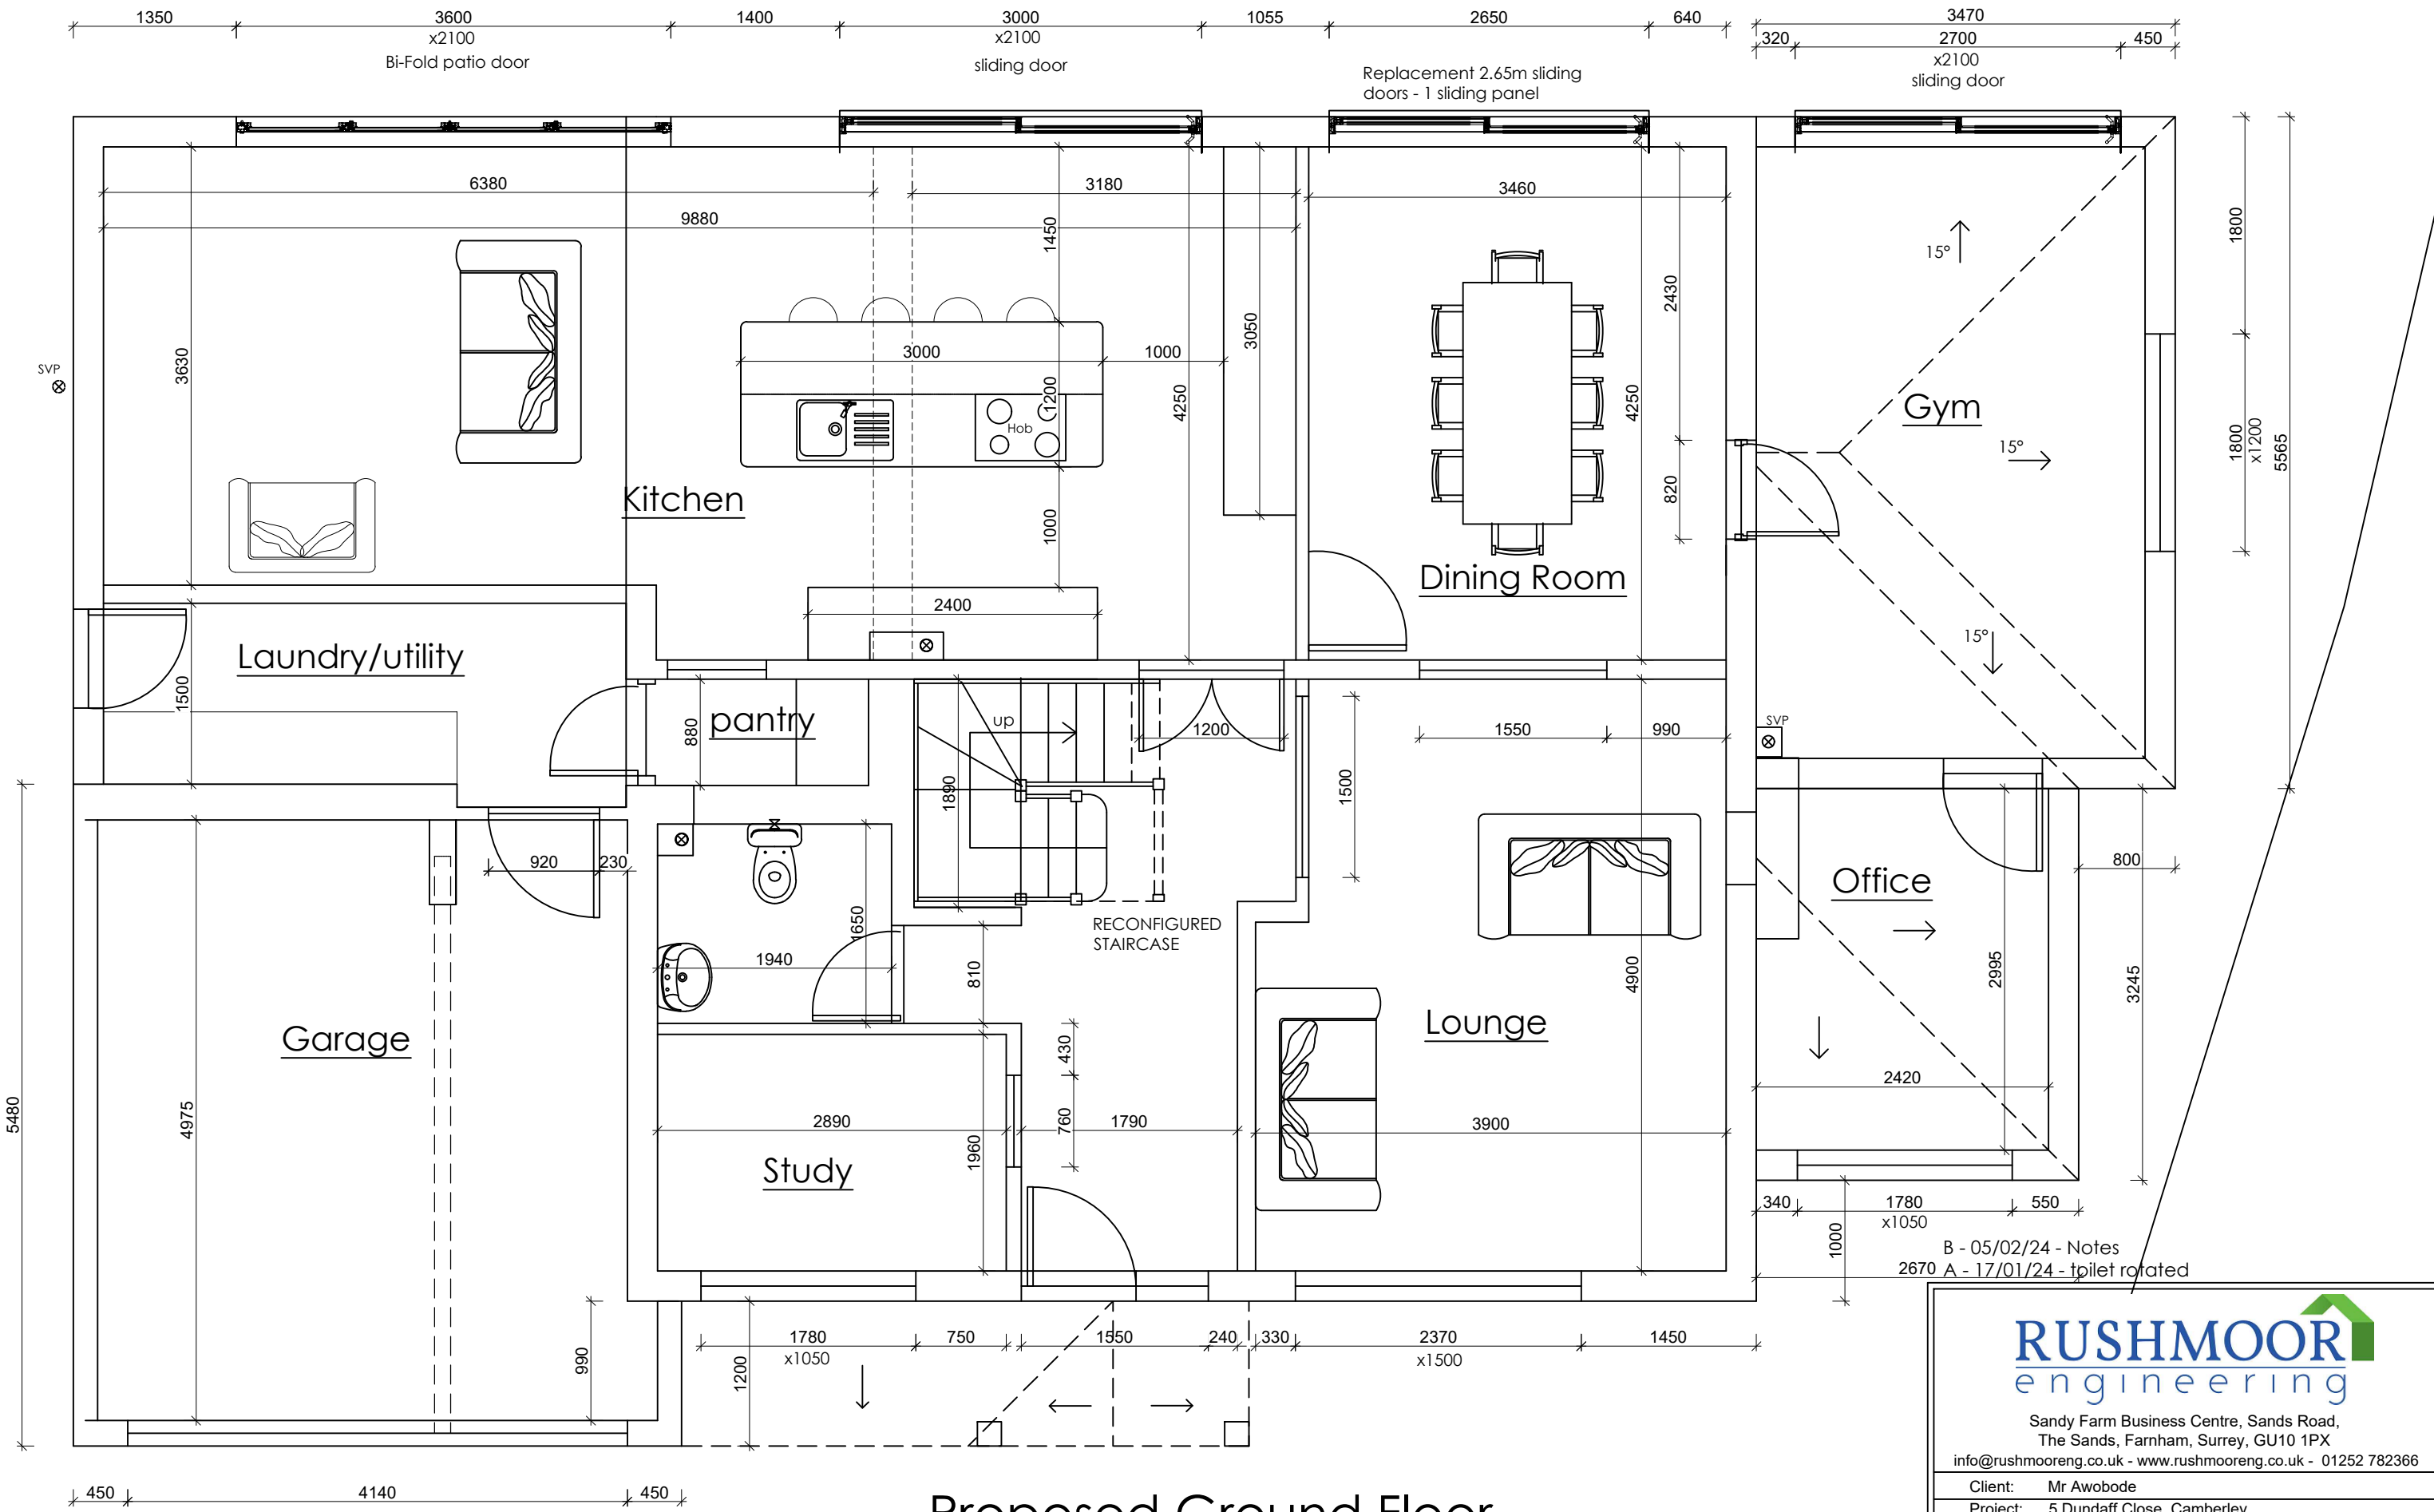 1350
3600
x2100
Bi-Fold patio door
1400
3000
x2100
sliding door
1055
2650
640
Replacement 2.65m sliding
doors - 1 sliding panel
3470
320
2700
450
x2100
sliding door
6380
3180
3460
9880
1450
1800
15°
2430
3050
3630
SVP
3000
1000
1200
Hob
4250
4250
Gym
15°
1800
x1200
5565
Kitchen
820
1000
Dining Room
2400
15°
Laundry/utility
1500
880
pantry
up
1200
1550
990
SVP
1890
1500
920
230
800
Office
1650
RECONFIGURED
STAIRCASE
1940
810
4900
2995
3245
Garage
430
Lounge
2420
5480
4975
2890
1960
760
1790
3900
Study
340
1780
550
x1050
1000
B - 05/02/24 - Notes
2670
A - 17/01/24 - toilet rotated
990
1200
1780
x1050
750
1550
240
330
2370
x1500
1450
RUSHMOOR
engineering
Sandy Farm Business Centre, Sands Road,
The Sands, Farnham, Surrey, GU10 1PX
info@rushmooreng.co.uk - www.rushmooreng.co.uk - 01252 782366
450
4140
450
Proposed Ground Floor
Client: Mr Awobode
Project: 5 Dundaff Close, Camberley